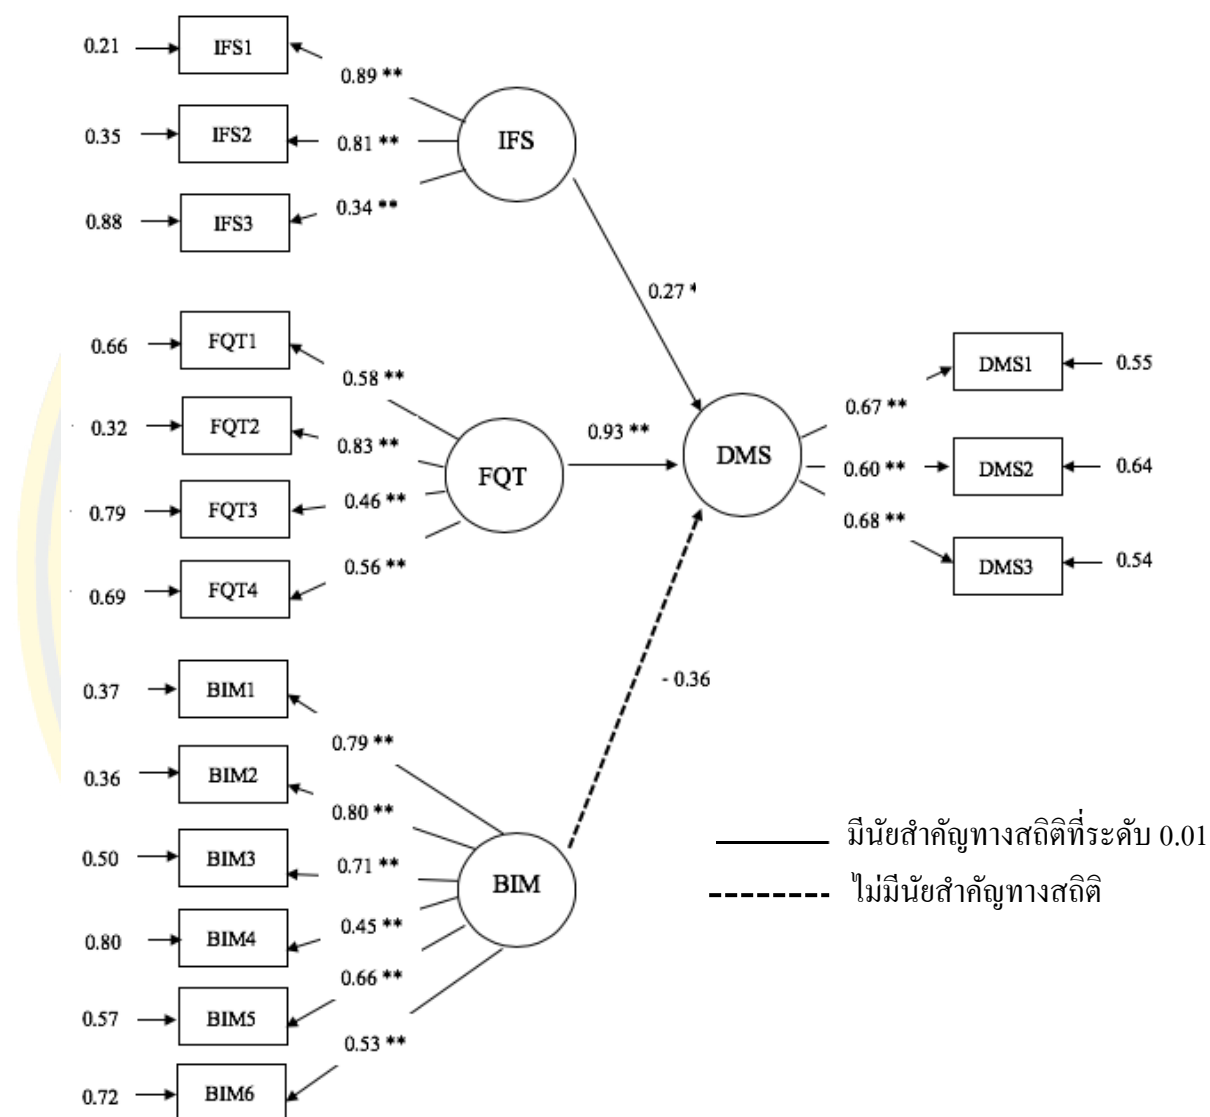 0.21 IFS1
0.89 **
0.35 IFS2 0.81 ** IFS
0.34 **
0.88 IFS3
0.27 *
0.66 FQT1
0.58 **
0.32 FQT2
0.83 **
0.79 FQT3
0.46 **
0.69 FQT4
0.56 **
FQT
0.93 **
DMS
0.67 ** DMS1 0.55
0.60 ** DMS2 0.64
0.68 ** DMS3 0.54
- 0.36
0.37 BIM1
0.79 **
0.36 BIM2
0.80 **
0.50 BIM3
0.71 **
BIM
0.80 BIM4
0.45 **
0.66 **
0.57 BIM5
0.53 **
0.72 BIM6
มีนัยสำคัญทางสถิติที่ระดับ 0.01
ไม่มีนัยสำคัญทางสถิติ